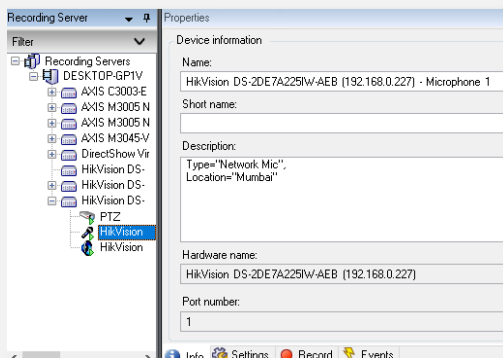 Recording Server
Filter
Recording Servers
DESKTOP-GP1V
AXIS C3003-E
AXIS M3005 N
AXIS M3005 N
AXIS M3045-V
DirectShow Vir
HikVision DS-
HikVision DS-
HikVision DS-
PTZ
HikVision
HikVision
Properties
Device information
Name:
HikVision DS-2DE7A225IW-AEB (192.168.0.227) - Microphone 1
Short name:
Description:
Type="Network Mic",
Location="Mumbai"
Hardware name:
HikVision DS-2DE7A225IW-AEB (192.168.0.227)
Port number:
1
Info Settings Record Events